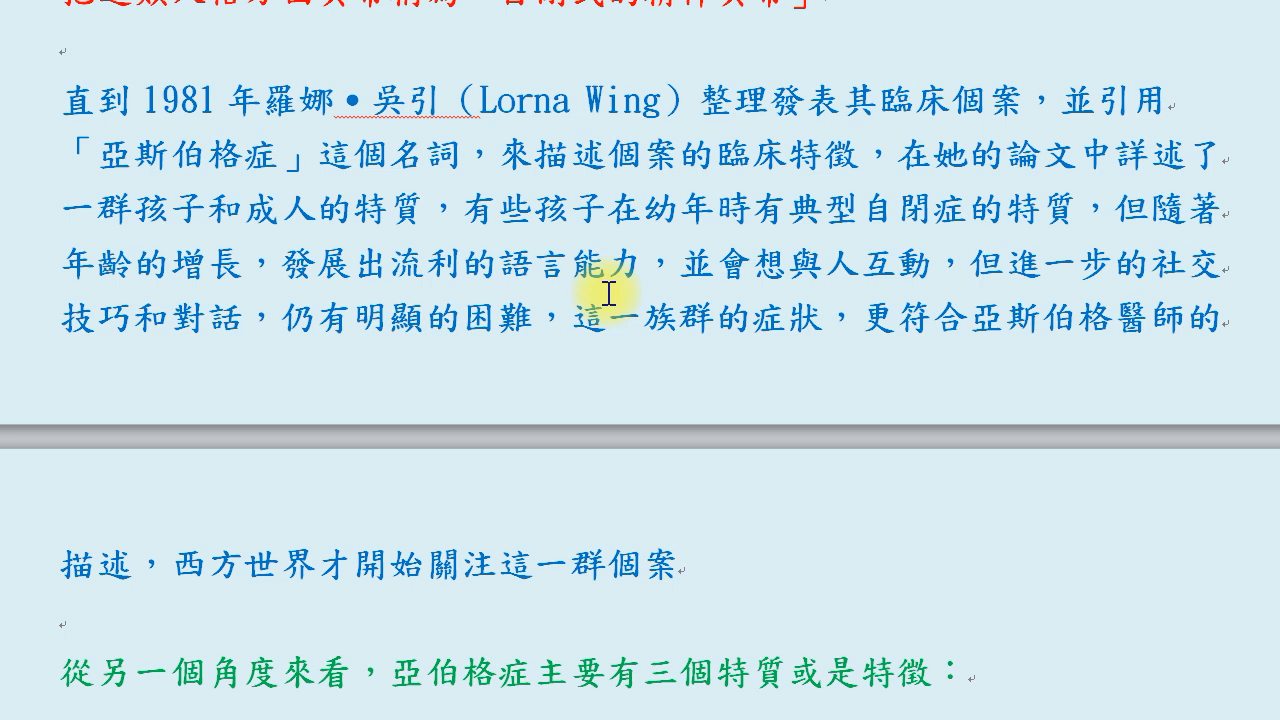 直到 1981 年羅娜•吳引（Lorna Wing）整理發表其臨床個案，並引用
「亞斯伯格症」這個名詞，來描述個案的臨床特徵，在她的論文中詳述了
一群孩子和成人的特質，有些孩子在幼年時有典型自閉症的特質，但隨著
年齡的增長，發展出流利的語言能力，並會想與人互動，但進一步的社交
技巧和對話，仍有明顯的困難，這一族群的症狀，更符合亞斯伯格醫師的
描述，西方世界才開始關注這一群個案
從另一個角度來看，亞伯格症主要有三個特質或是特徵：